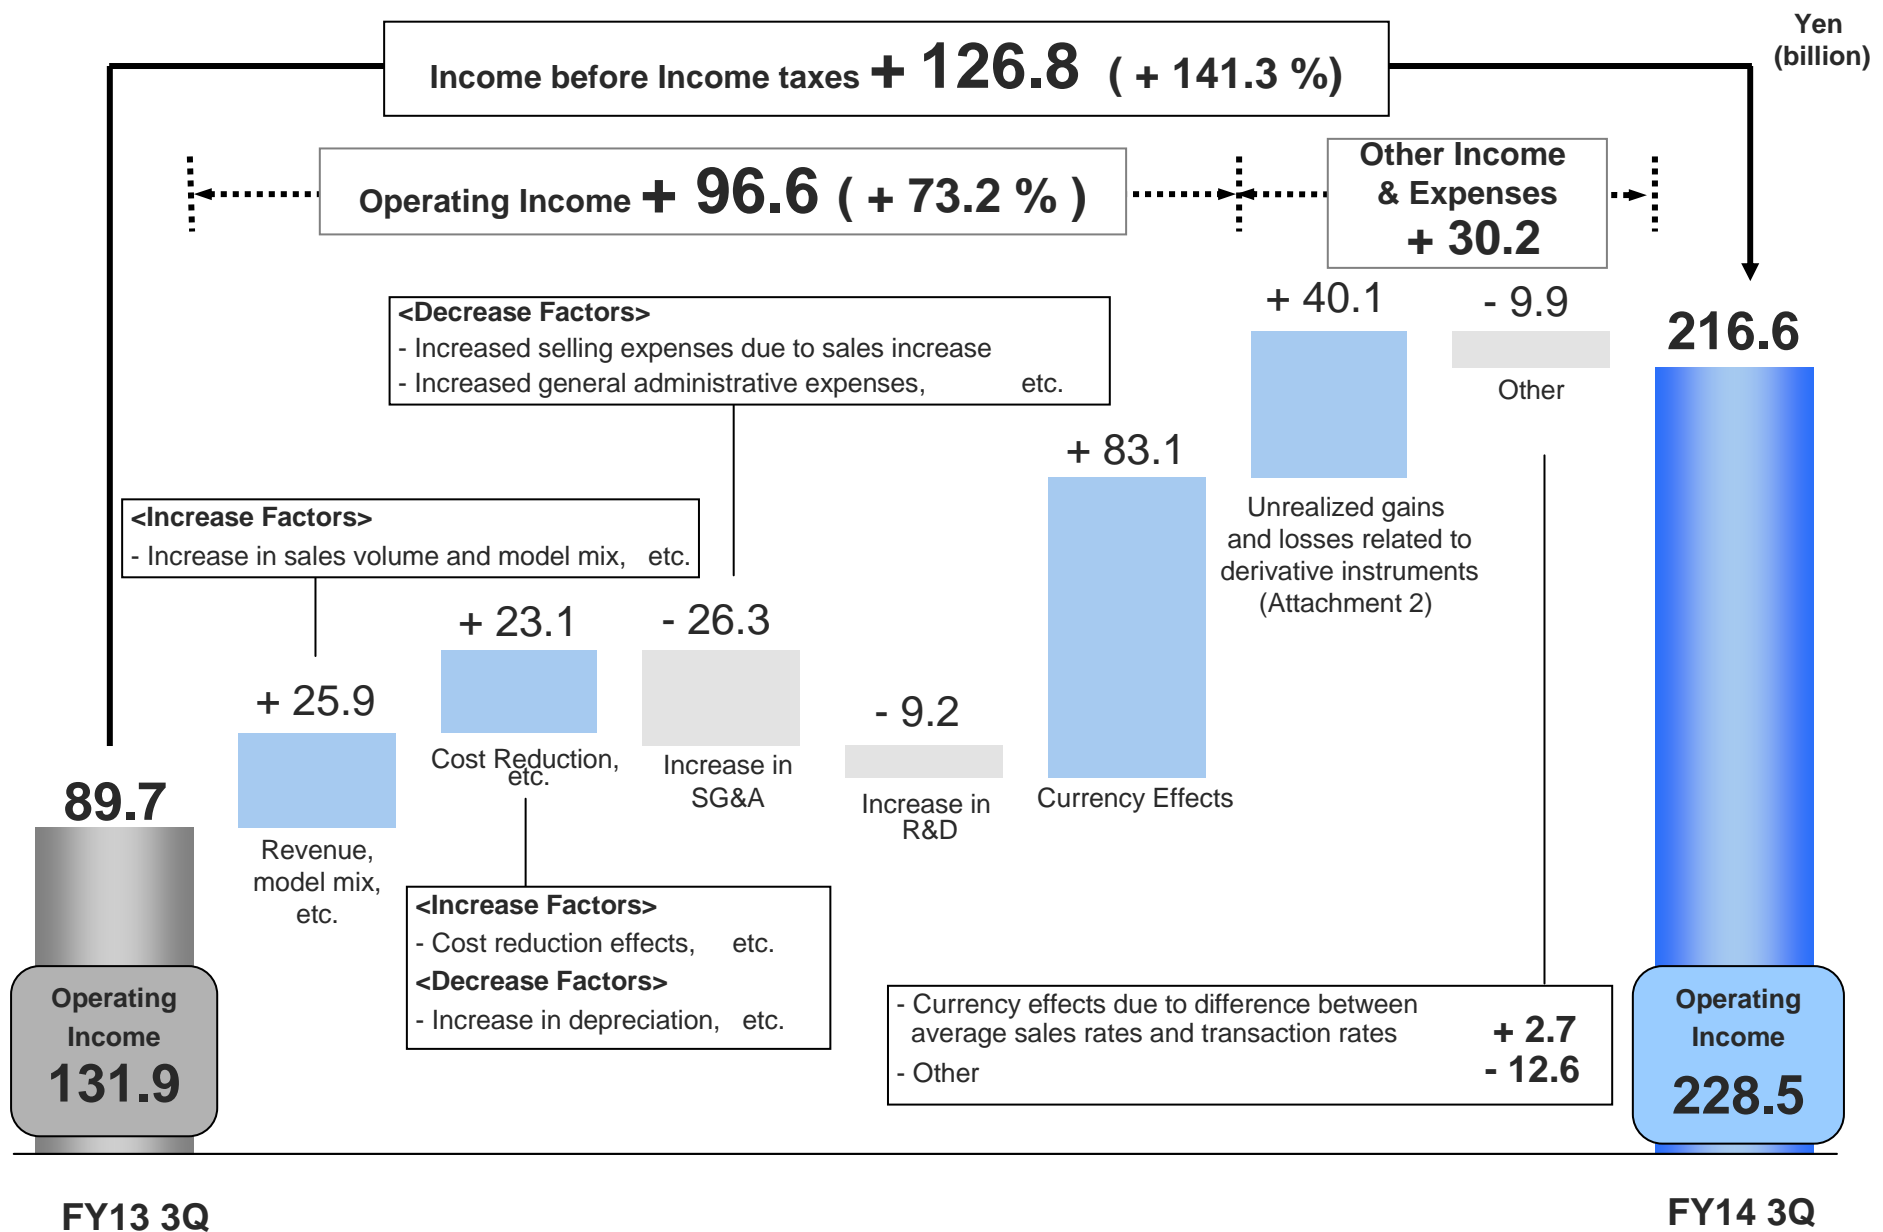 Yen
(billion)
Income before Income taxes + 126.8 ( + 141.3 %)
Operating Income + 96.6 ( + 73.2 % )
Other Income
& Expenses
+ 30.2
<Decrease Factors>
- Increased selling expenses due to sales increase
- Increased general administrative expenses, etc.
+ 40.1
- 9.9
216.6
Other
+ 83.1
Unrealized gains
and losses related to
derivative instruments
(Attachment 2)
<Increase Factors>
- Increase in sales volume and model mix, etc.
+ 23.1
- 26.3
+ 25.9
- 9.2
Cost Reduction,
etc.
Increase in
SG&A
Increase in
R&D
Currency Effects
89.7
Revenue,
model mix,
etc.
<Increase Factors>
- Cost reduction effects, etc.
<Decrease Factors>
- Increase in depreciation, etc.
Operating
Income
131.9
- Currency effects due to difference between
average sales rates and transaction rates + 2.7
- Other - 12.6
Operating
Income
228.5
FY13 3Q
FY14 3Q